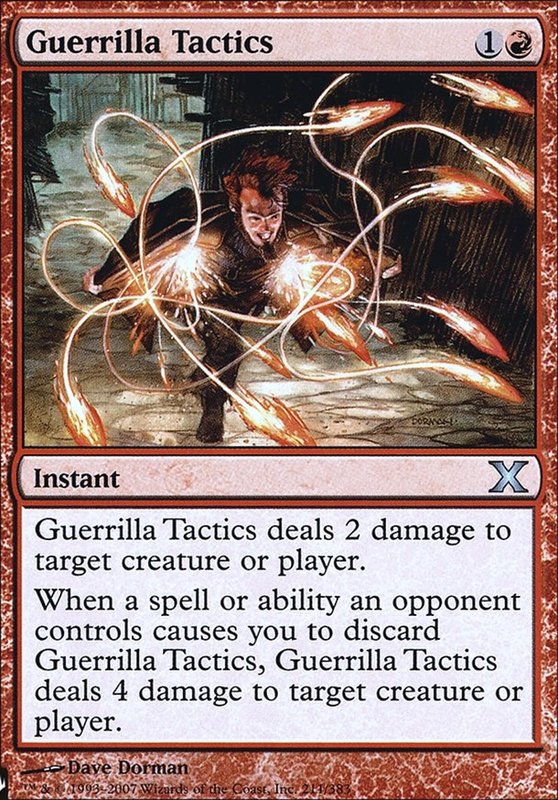 Guerrilla Tactics 1
DORMAN
Instant X
Guerrilla Tactics deals 2 damage to
target creature or player.
When a spell or ability an opponent
controls causes you to discard
Guerrilla Tactics, Guerrilla Tactics
deals 4 damage to target creature or
player.
Dave Dorman
™ & © 1993-2007 Wizards of the Coast, Inc. 211/383